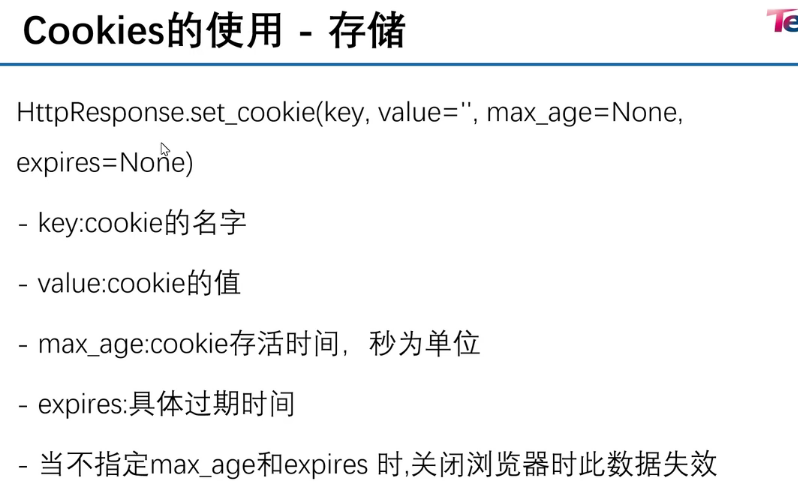 Cookies的使用 - 存储
Te
HttpResponse.set_cookie(key, value='', max_age=None,
expires=None)
- key:cookie的名字
- value:cookie的值
- max_age:cookie存活时间，秒为单位
- expires:具体过期时间
- 当不指定max_age和expires 时,关闭浏览器时此数据失效